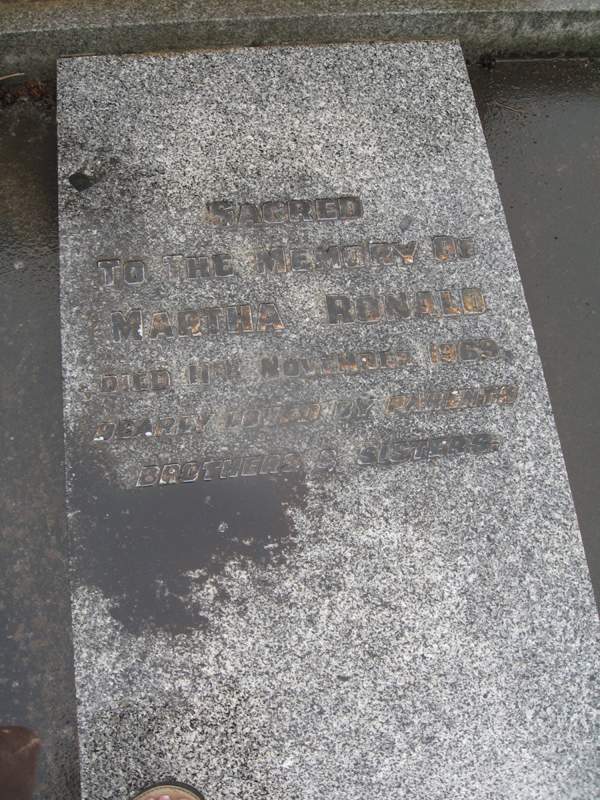 SACRED
TO THE MEMORY OF
MARTHA RONALD
DIED 11TH NOVEMBER 1969.
DEARLY LOVED BY PARENTS
BROTHERS & SISTERS.